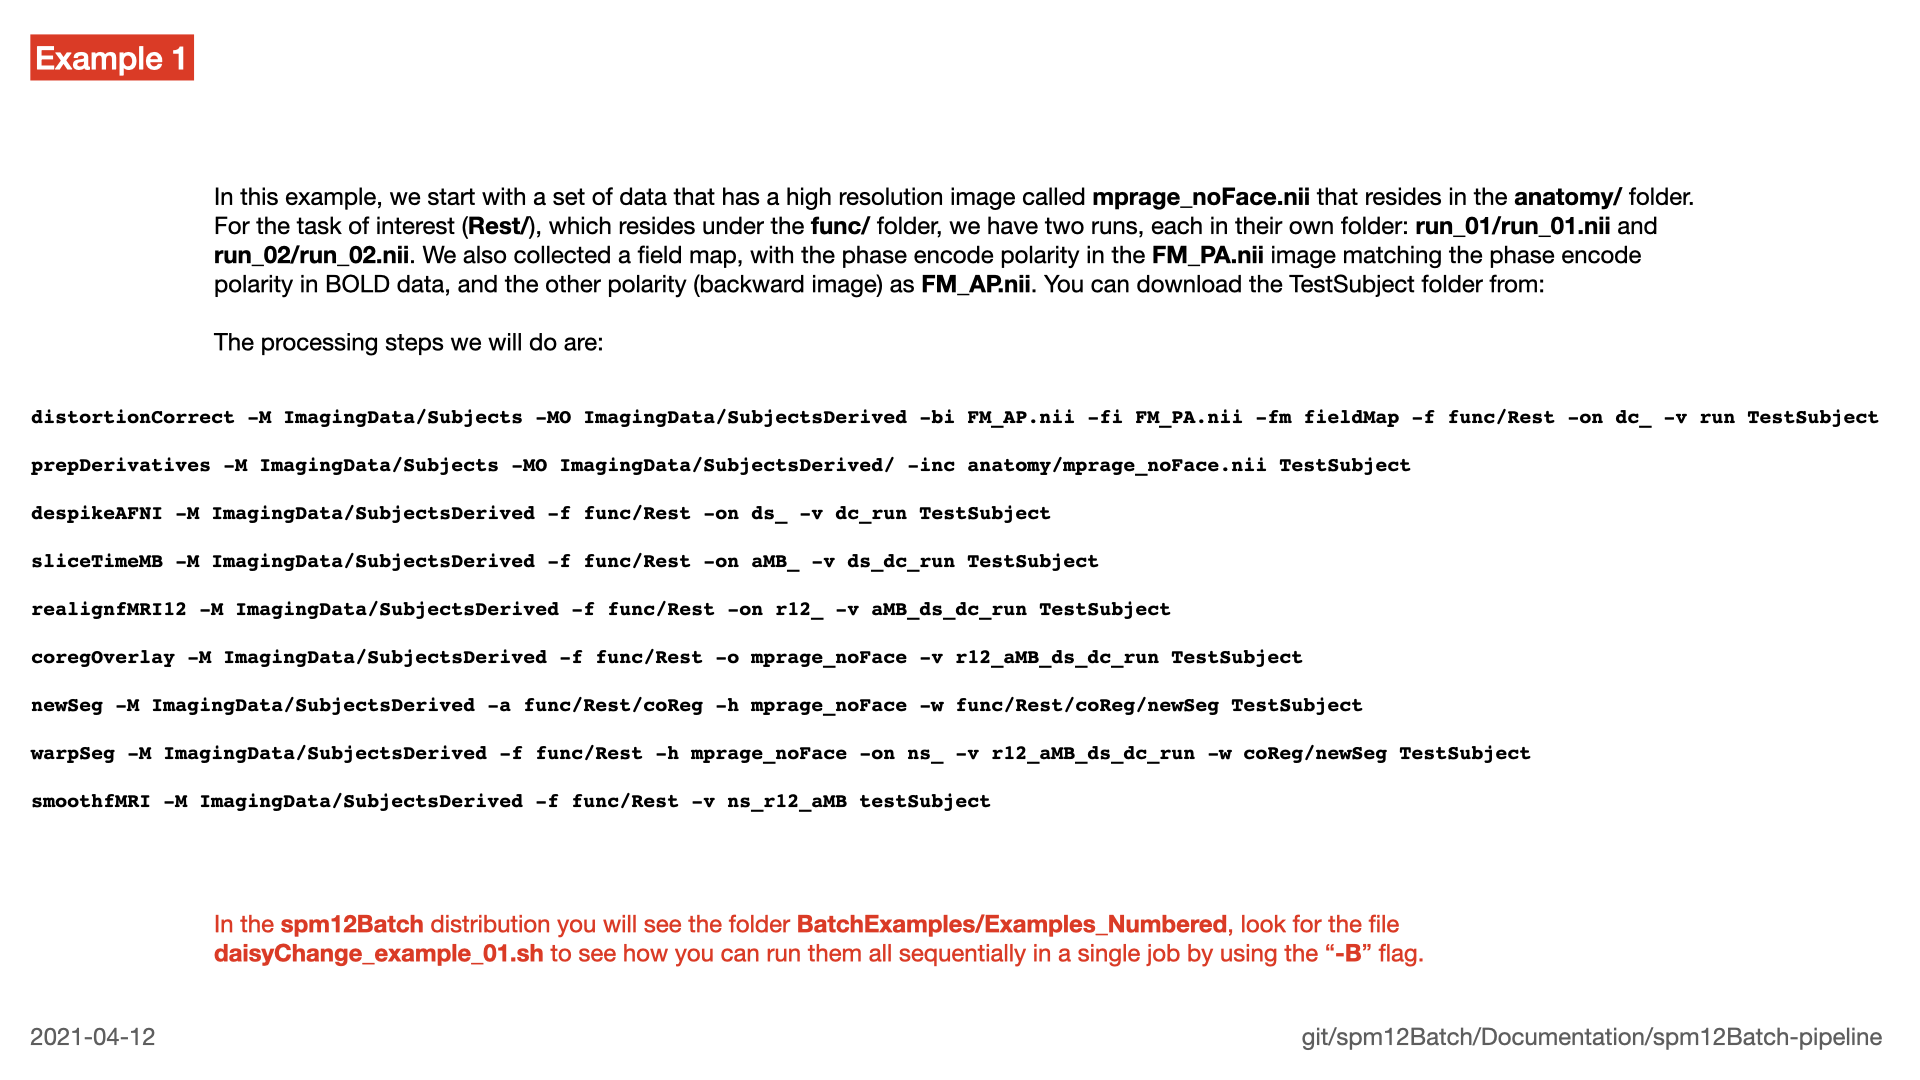 Example 1
In this example, we start with a set of data that has a high resolution image called mprage_noFace.nii that resides in the anatomy/ folder.
For the task of interest (Rest/), which resides under the func/ folder, we have two runs, each in their own folder: run_01/run_01.nii and
run_02/run_02.nii. We also collected a field map, with the phase encode polarity in the FM_PA.nii image matching the phase encode
polarity in BOLD data, and the other polarity (backward image) as FM_AP.nii. You can download the TestSubject folder from:
The processing steps we will do are:
distortionCorrect -M ImagingData/Subjects -MO ImagingData/SubjectsDerived -bi FM_AP.nii -fi FM_PA.nii -fm fieldMap -f func/Rest -on dc_ -v run TestSubject
prepDerivatives -M ImagingData/Subjects -MO ImagingData/SubjectsDerived/ -inc anatomy/mprage_noFace.nii TestSubject
despikeAFNI -M ImagingData/SubjectsDerived -f func/Rest -on ds_ -v dc_run TestSubject
sliceTimeMB -M ImagingData/SubjectsDerived -f func/Rest -on aMB_ -v ds_dc_run TestSubject
realignfMRI12 -M ImagingData/SubjectsDerived -f func/Rest -on r12_ -v aMB_ds_dc_run TestSubject
coregOverlay -M ImagingData/SubjectsDerived -f func/Rest -o mprage_noFace -v r12_aMB_ds_dc_run TestSubject
newSeg -M ImagingData/SubjectsDerived -a func/Rest/coReg -h mprage_noFace -w func/Rest/coReg/newSeg TestSubject
warpSeg -M ImagingData/SubjectsDerived -f func/Rest -h mprage_noFace -on ns_ -v r12_aMB_ds_dc_run -w coReg/newSeg TestSubject
smoothfMRI -M ImagingData/SubjectsDerived -f func/Rest -v ns_r12_aMB testSubject
In the spm12Batch distribution you will see the folder BatchExamples/Examples_Numbered, look for the file
daisyChange_example_01.sh to see how you can run them all sequentially in a single job by using the “-B” flag.
2021-04-12
git/spm12Batch/Documentation/spm12Batch-pipeline